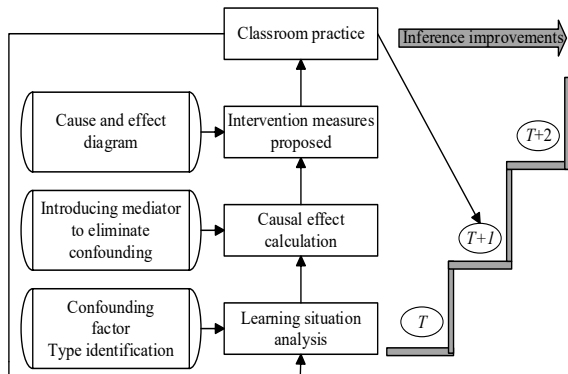 Classroom practice
Inference improvements
Cause and effect
diagram
Intervention measures
proposed
T+2
Introducing mediator
to eliminate
confounding
Causal effect
calculation
T+1
Confounding
factor
Type identification
Learning situation
analysis
T